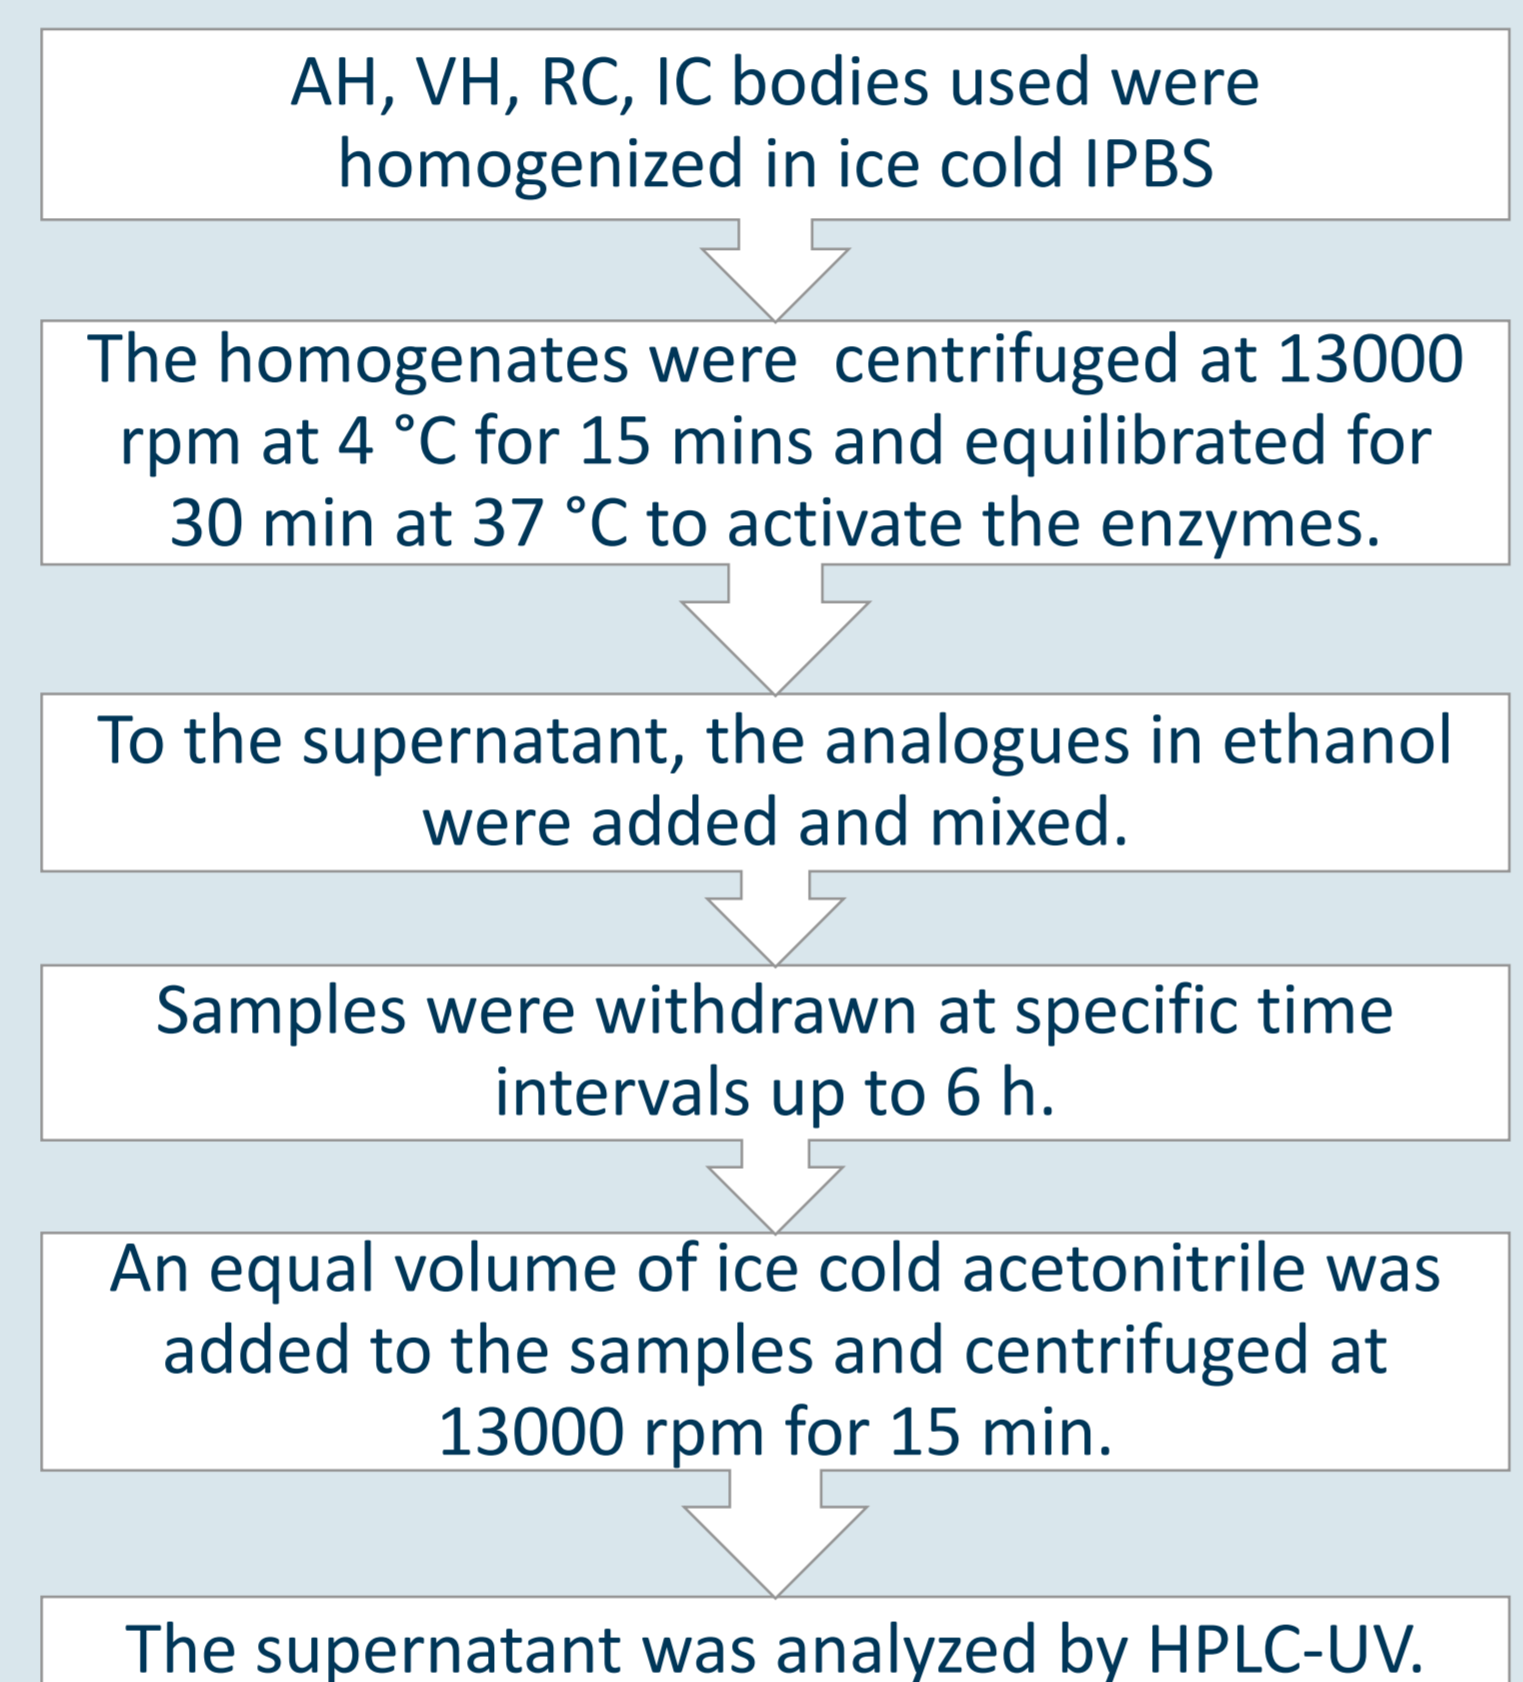 AH, VH, RC, IC bodies used were
homogenized in ice cold IPBS
The homogenates were centrifuged at 13000
rpm at 4 °C for 15 mins and equilibrated for
30 min at 37 °C to activate the enzymes.
To the supernatant, the analogues in ethanol
were added and mixed.
Samples were withdrawn at specific time
intervals up to 6 h.
An equal volume of ice cold acetonitrile was
added to the samples and centrifuged at
13000 rpm for 15 min.
The supernatant was analyzed by HPLC-UV.